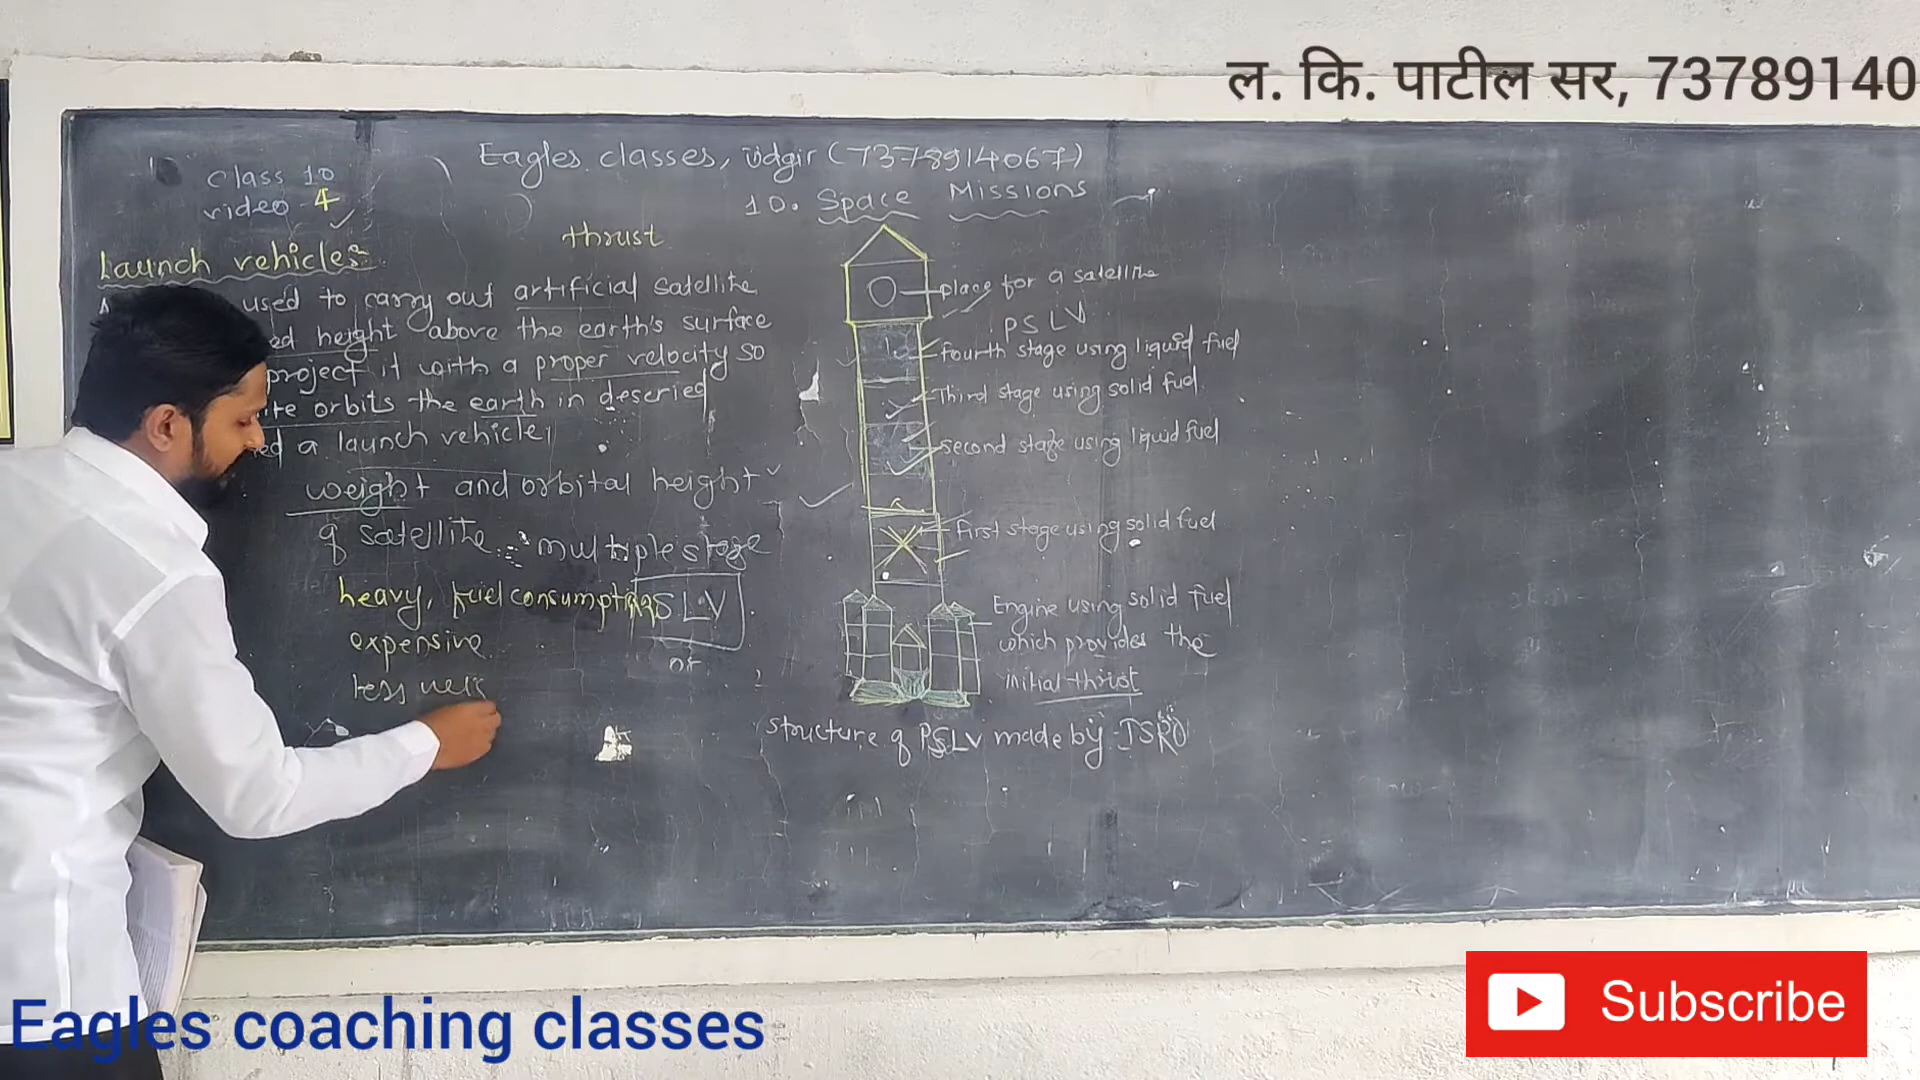 ल. कि. पाटील सर, 73789140
Eagles classes, Udgir (7378914067)
Class 10
video - 4
10. Space Missions
thrust
Launch vehicles:-
used to carry out artificial satellite
ed height above the earth's surface
project it with a proper velocity so
ite orbits the earth in descried
ed a launch vehicle
weight and orbital height
of satellite. multiple stage
heavy, fuel consumption
SLV
expensive
or
less
place for a satellite
PSLV
fourth stage using liquid fuel
Third stage using solid fuel
second stage using liquid fuel
First stage using solid fuel
Engine using solid fuel
which provides the
initial thrust
structure of PSLV made by ISRO
Eagles coaching classes
Subscribe